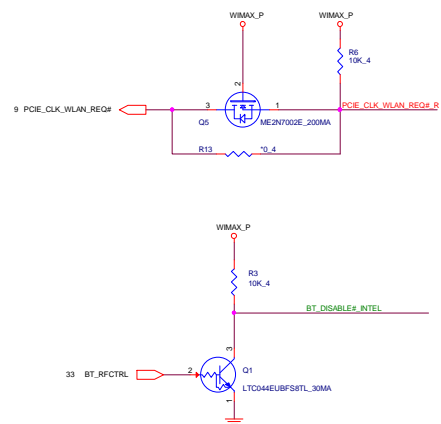 WIMAX_P
WIMAX_P
R6
10K_4
2
9 PCIE_CLK_WLAN_REQ#
3
1
PCIE_CLK_WLAN_REQ#_R
Q5
ME2N7002E_200MA
R13
*0_4
WIMAX_P
R3
10K_4
BT_DISABLE#_INTEL
3
33 BT_RFCTRL
2
Q1
LTC044EUBFS8TL_30MA
1